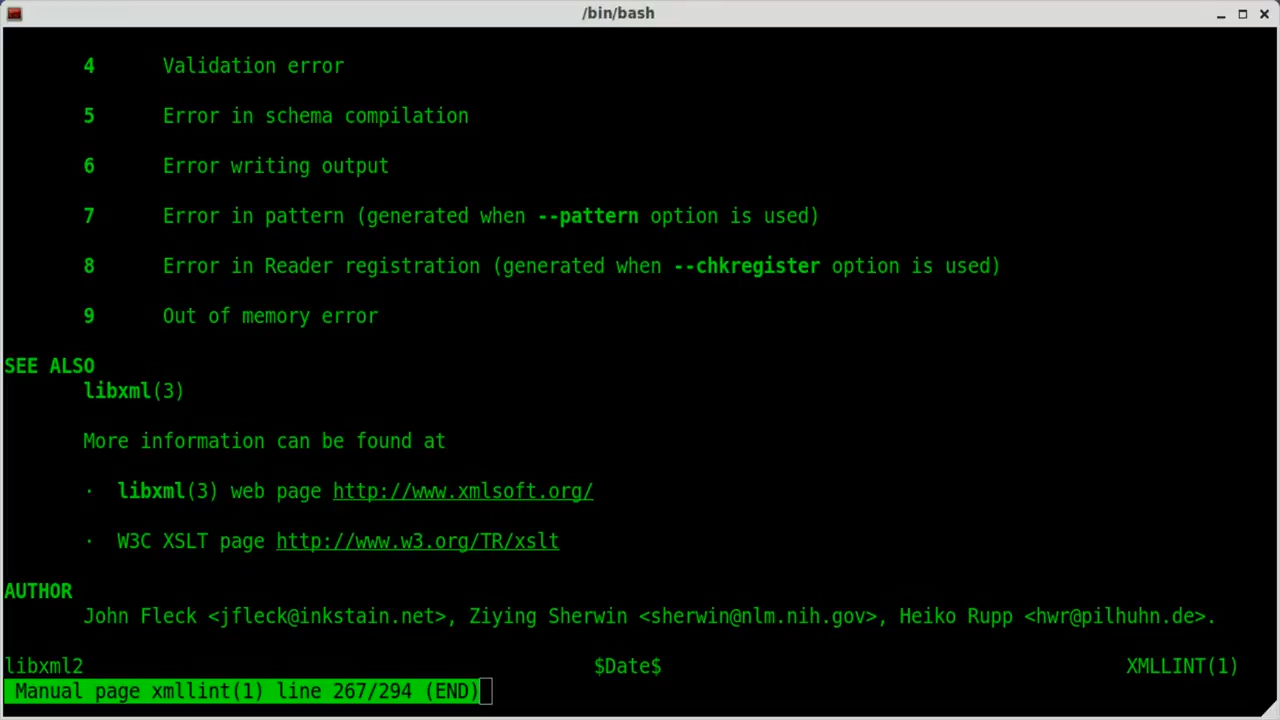 /bin/bash
4 Validation error
5 Error in schema compilation
6 Error writing output
7 Error in pattern (generated when --pattern option is used)
8 Error in Reader registration (generated when --chkregister option is used)
9 Out of memory error
SEE ALSO
libxml(3)
More information can be found at
· libxml(3) web page http://www.xmlsoft.org/
· W3C XSLT page http://www.w3.org/TR/xslt
AUTHOR
John Fleck <jfleck@inkstain.net>, Ziying Sherwin <sherwin@nlm.nih.gov>, Heiko Rupp <hwr@pilhuhn.de>.
libxml2 $Date$ XMLLINT(1)
Manual page xmllint(1) line 267/294 (END)